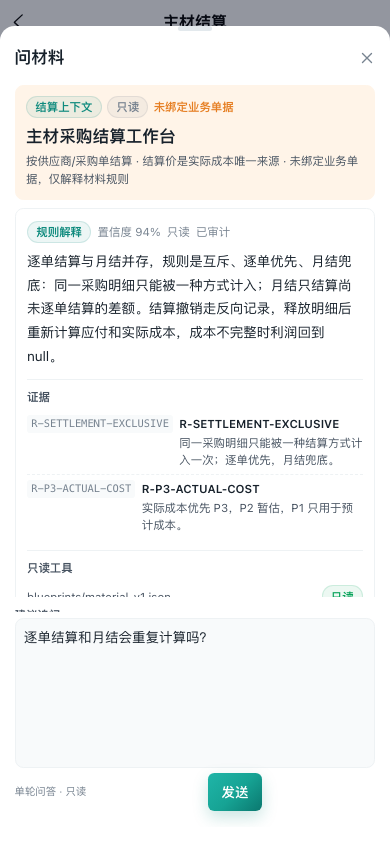 主材结算
问材料
结算上下文 只读 未绑定业务单据
主材采购结算工作台
按供应商/采购单结算 · 结算价是实际成本唯一来源 · 未绑定业务单
据，仅解释材料规则
规则解释 置信度 94% 只读 已审计
逐单结算与月结并存，规则是互斥、逐单优先、月结兜
底：同一采购明细只能被一种方式计入；月结只结算尚
未逐单结算的差额。结算撤销走反向记录，释放明细后
重新计算应付和实际成本，成本不完整时利润回到
null。
证据
R-SETTLEMENT-EXCLUSIVE R-SETTLEMENT-EXCLUSIVE
同一采购明细只能被一种结算方式计
入一次；逐单优先，月结兜底。
R-P3-ACTUAL-COST R-P3-ACTUAL-COST
实际成本优先 P3，P2 暂估，P1 只用于预
计成本。
只读工具
blueprints/material_v1.json 只读
逐单结算和月结会重复计算吗?
单轮问答 · 只读
发送